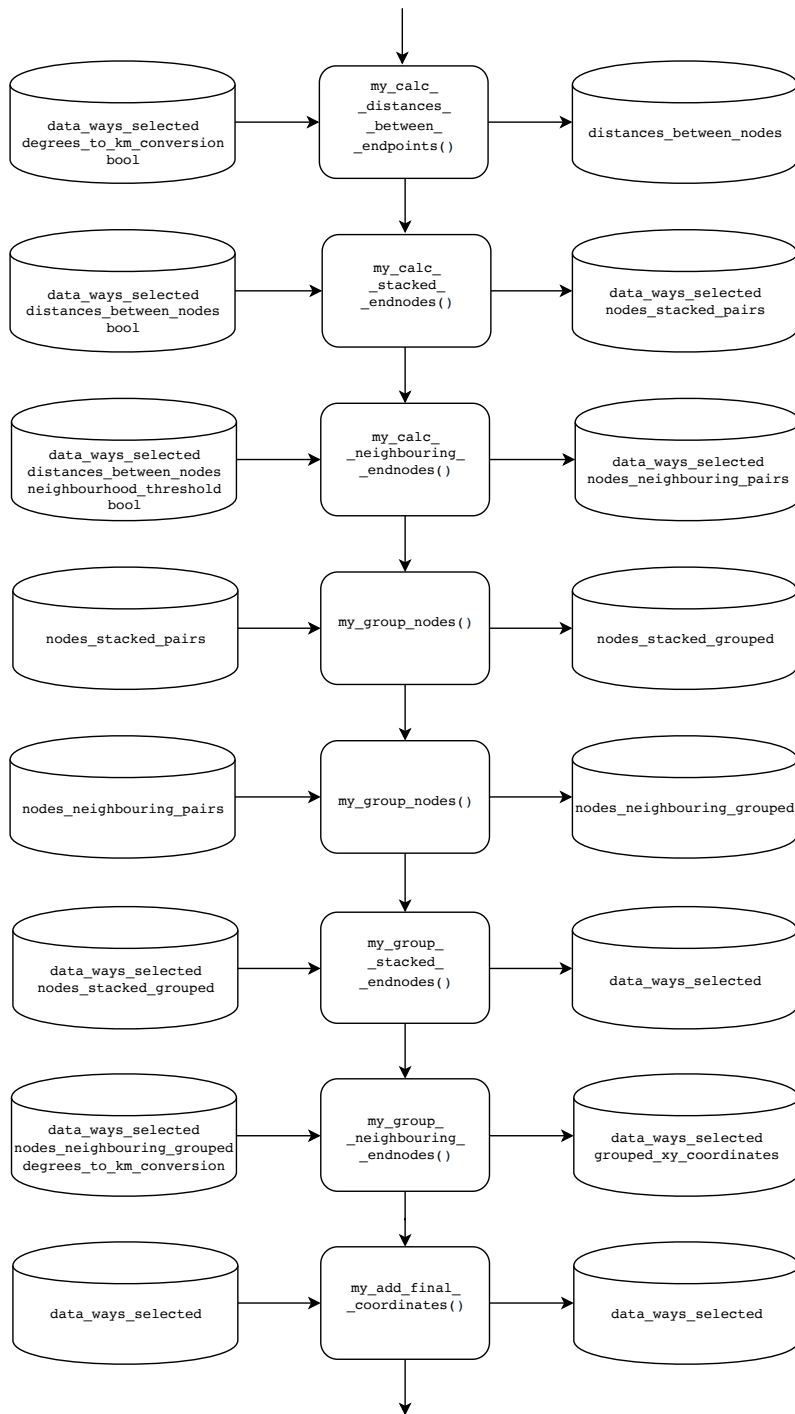 data_ways_selected
degrees_to_km_conversion
bool
my_calc_
_distances_
_between_
_endpoints()
distances_between_nodes
data_ways_selected
distances_between_nodes
bool
my_calc_
_stacked_
_endnodes()
data_ways_selected
nodes_stacked_pairs
data_ways_selected
distances_between_nodes
neighbourhood_threshold
bool
my_calc_
_neighbouring_
_endnodes()
data_ways_selected
nodes_neighbouring_pairs
nodes_stacked_pairs
my_group_nodes()
nodes_stacked_grouped
nodes_neighbouring_pairs
my_group_nodes()
nodes_neighbouring_grouped
data_ways_selected
nodes_stacked_grouped
my_group_
_stacked_
_endnodes()
data_ways_selected
data_ways_selected
nodes_neighbouring_grouped
degrees_to_km_conversion
my_group_
_neighbouring_
_endnodes()
data_ways_selected
grouped_xy_coordinates
data_ways_selected
my_add_final_
_coordinates()
data_ways_selected